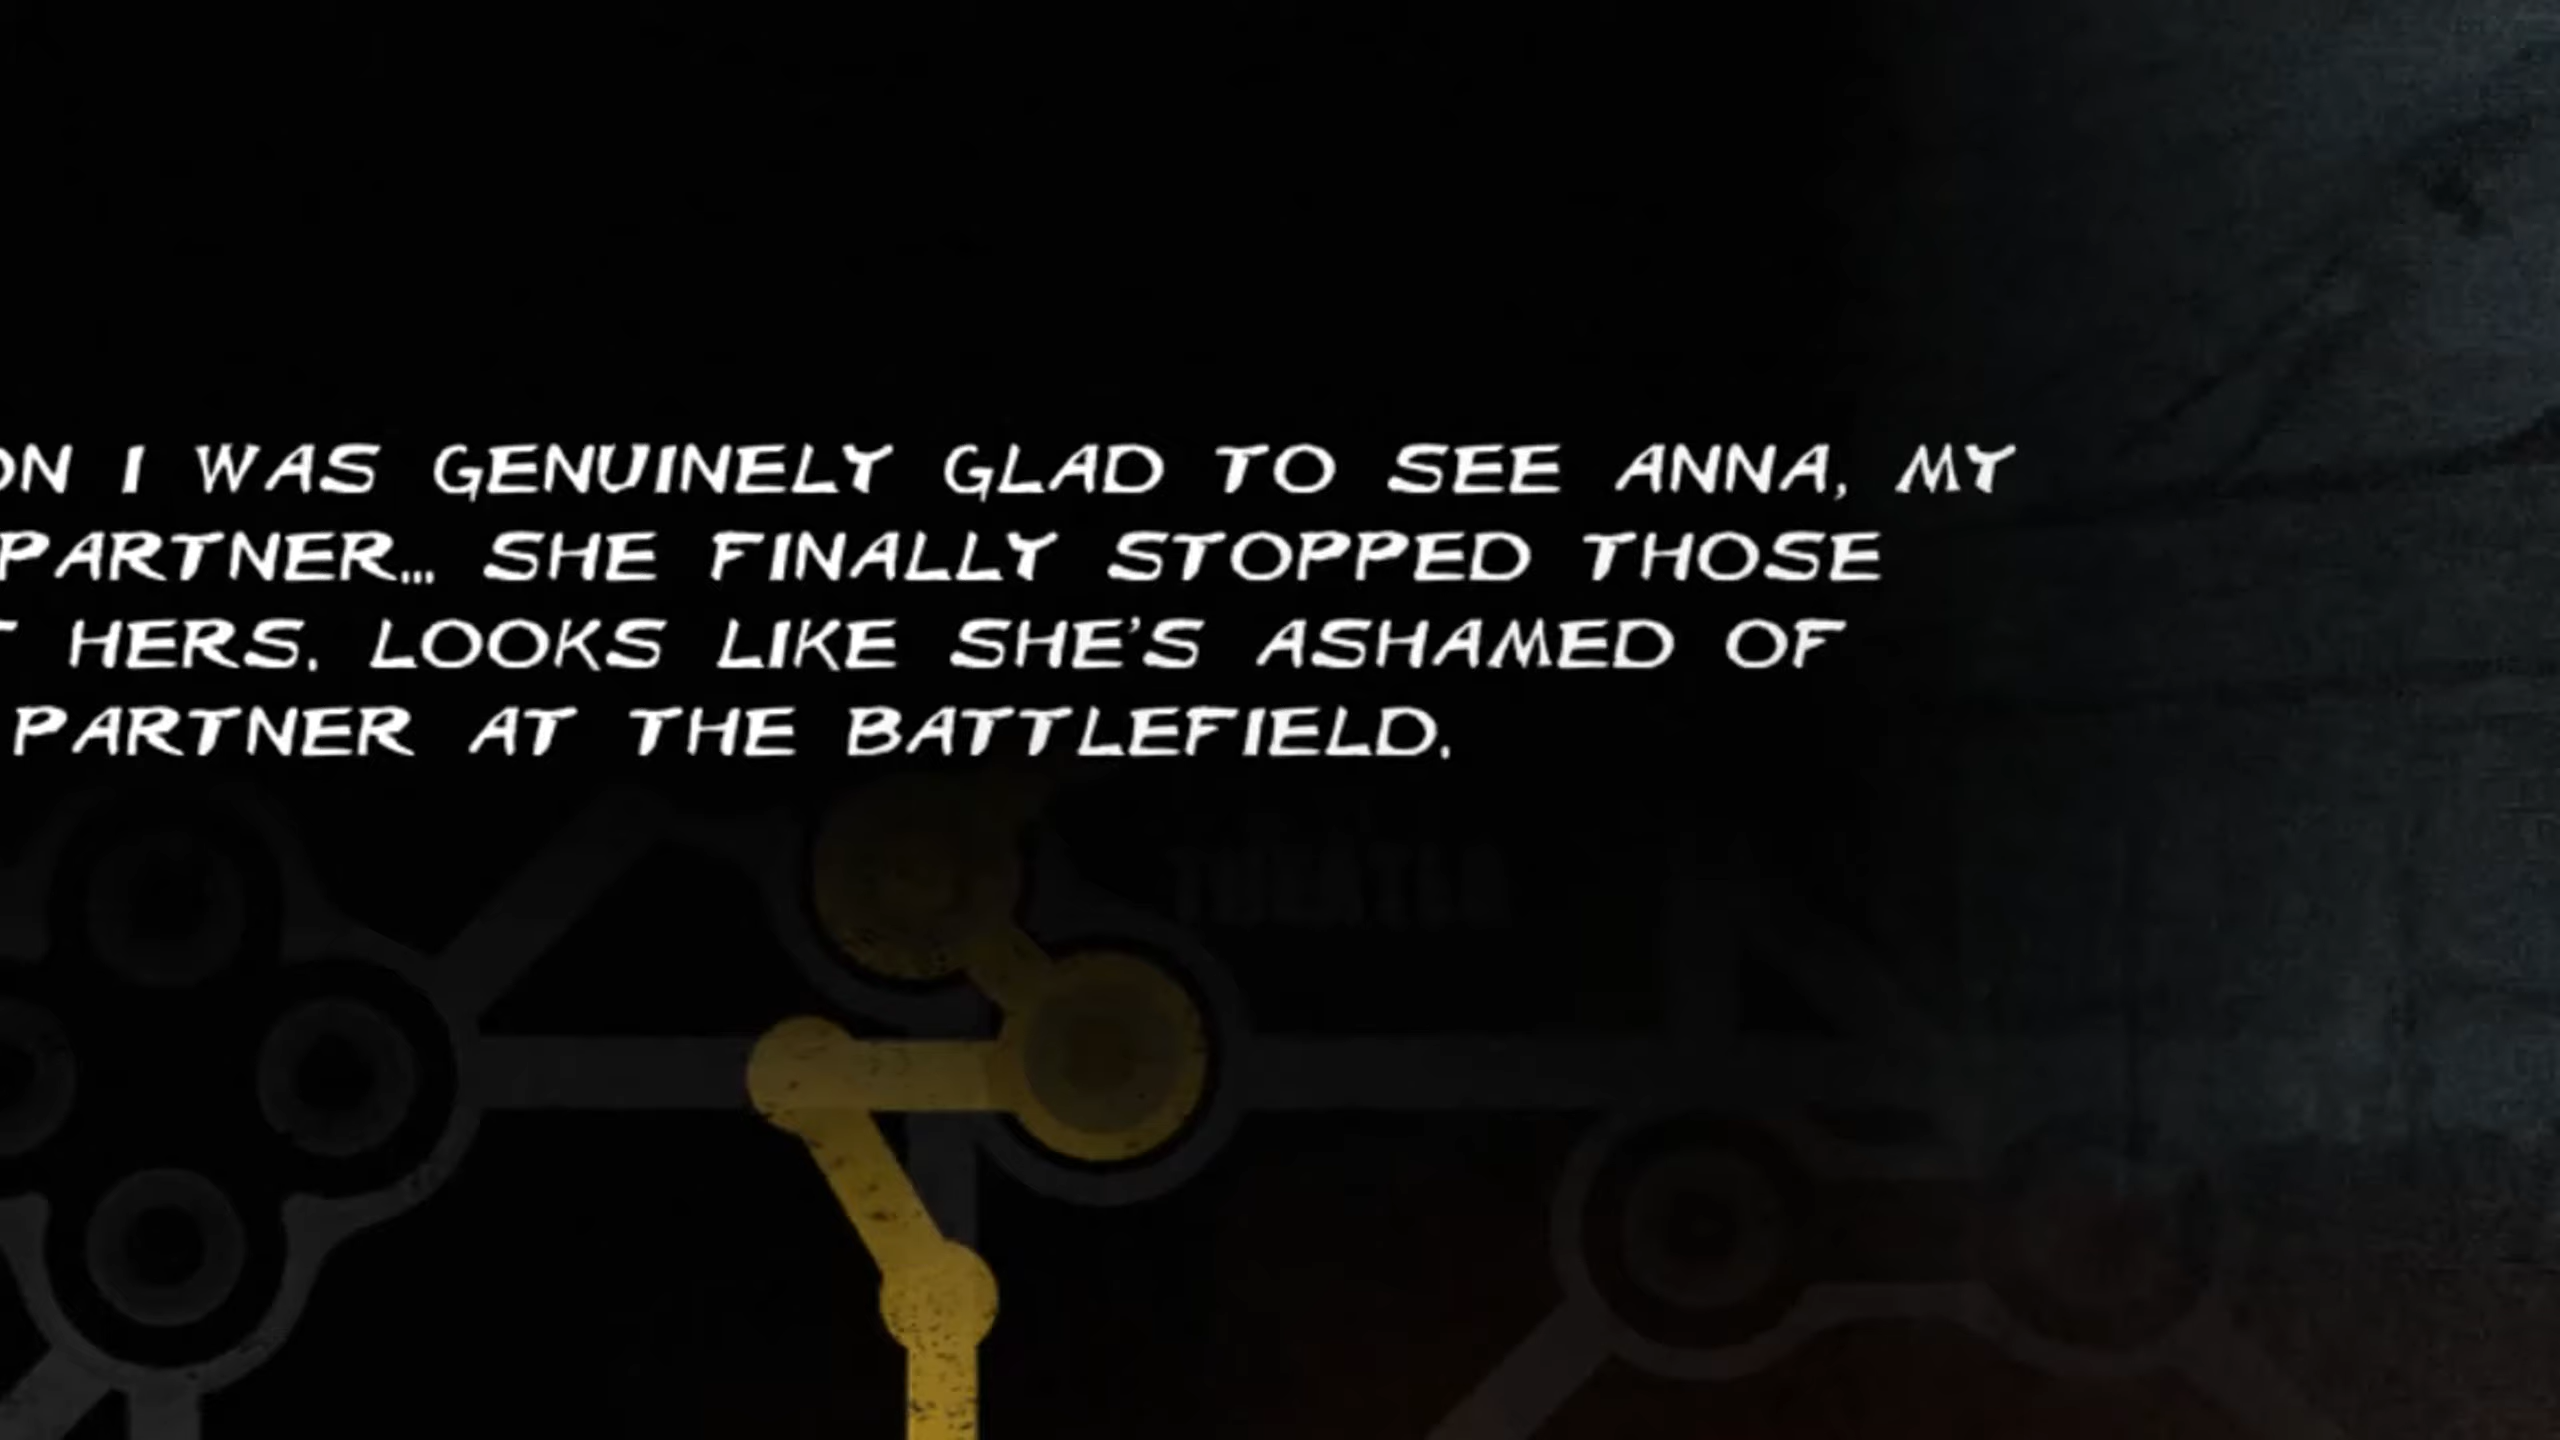 ON I WAS GENUINELY GLAD TO SEE ANNA, MY
PARTNER... SHE FINALLY STOPPED THOSE
HERS. LOOKS LIKE SHE'S ASHAMED OF
PARTNER AT THE BATTLEFIELD.
THEATER